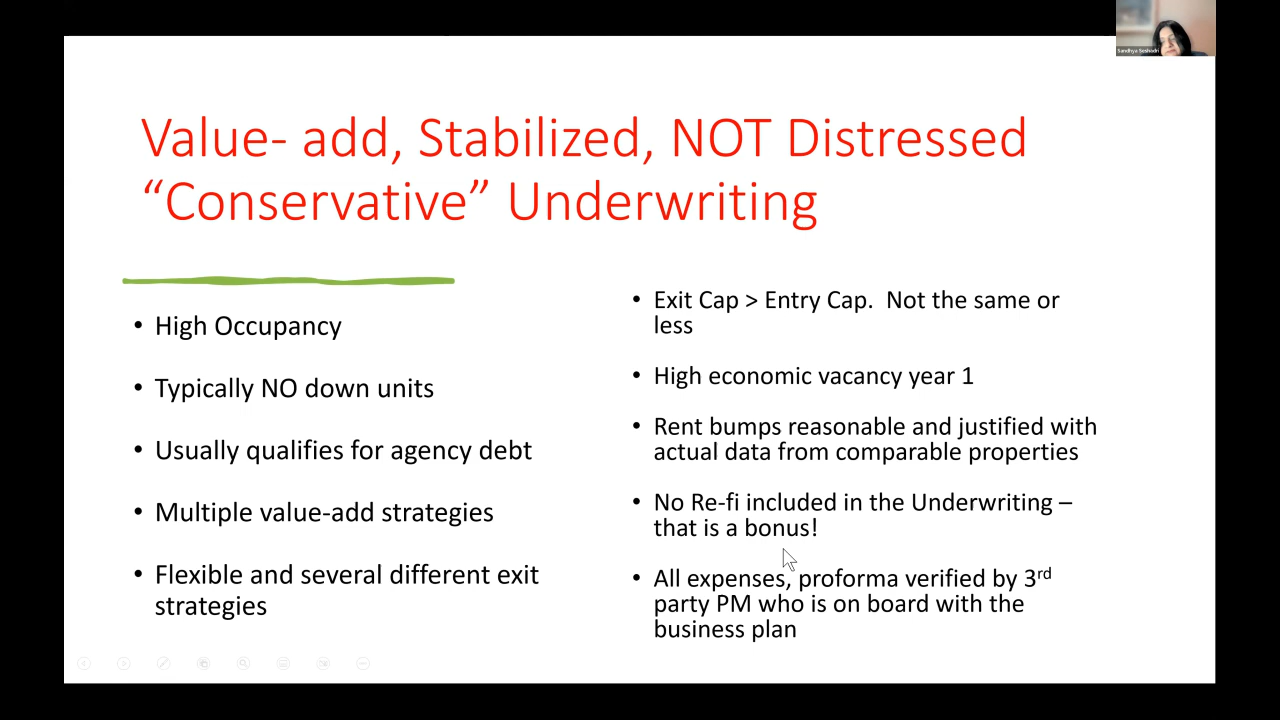 Sandhya Seshadri
Value- add, Stabilized, NOT Distressed
“Conservative” Underwriting
• High Occupancy
• Typically NO down units
• Usually qualifies for agency debt
• Multiple value-add strategies
• Flexible and several different exit
strategies
• Exit Cap > Entry Cap.  Not the same or
less
• High economic vacancy year 1
• Rent bumps reasonable and justified with
actual data from comparable properties
• No Re-fi included in the Underwriting –
that is a bonus!
• All expenses, proforma verified by 3rd
party PM who is on board with the
business plan